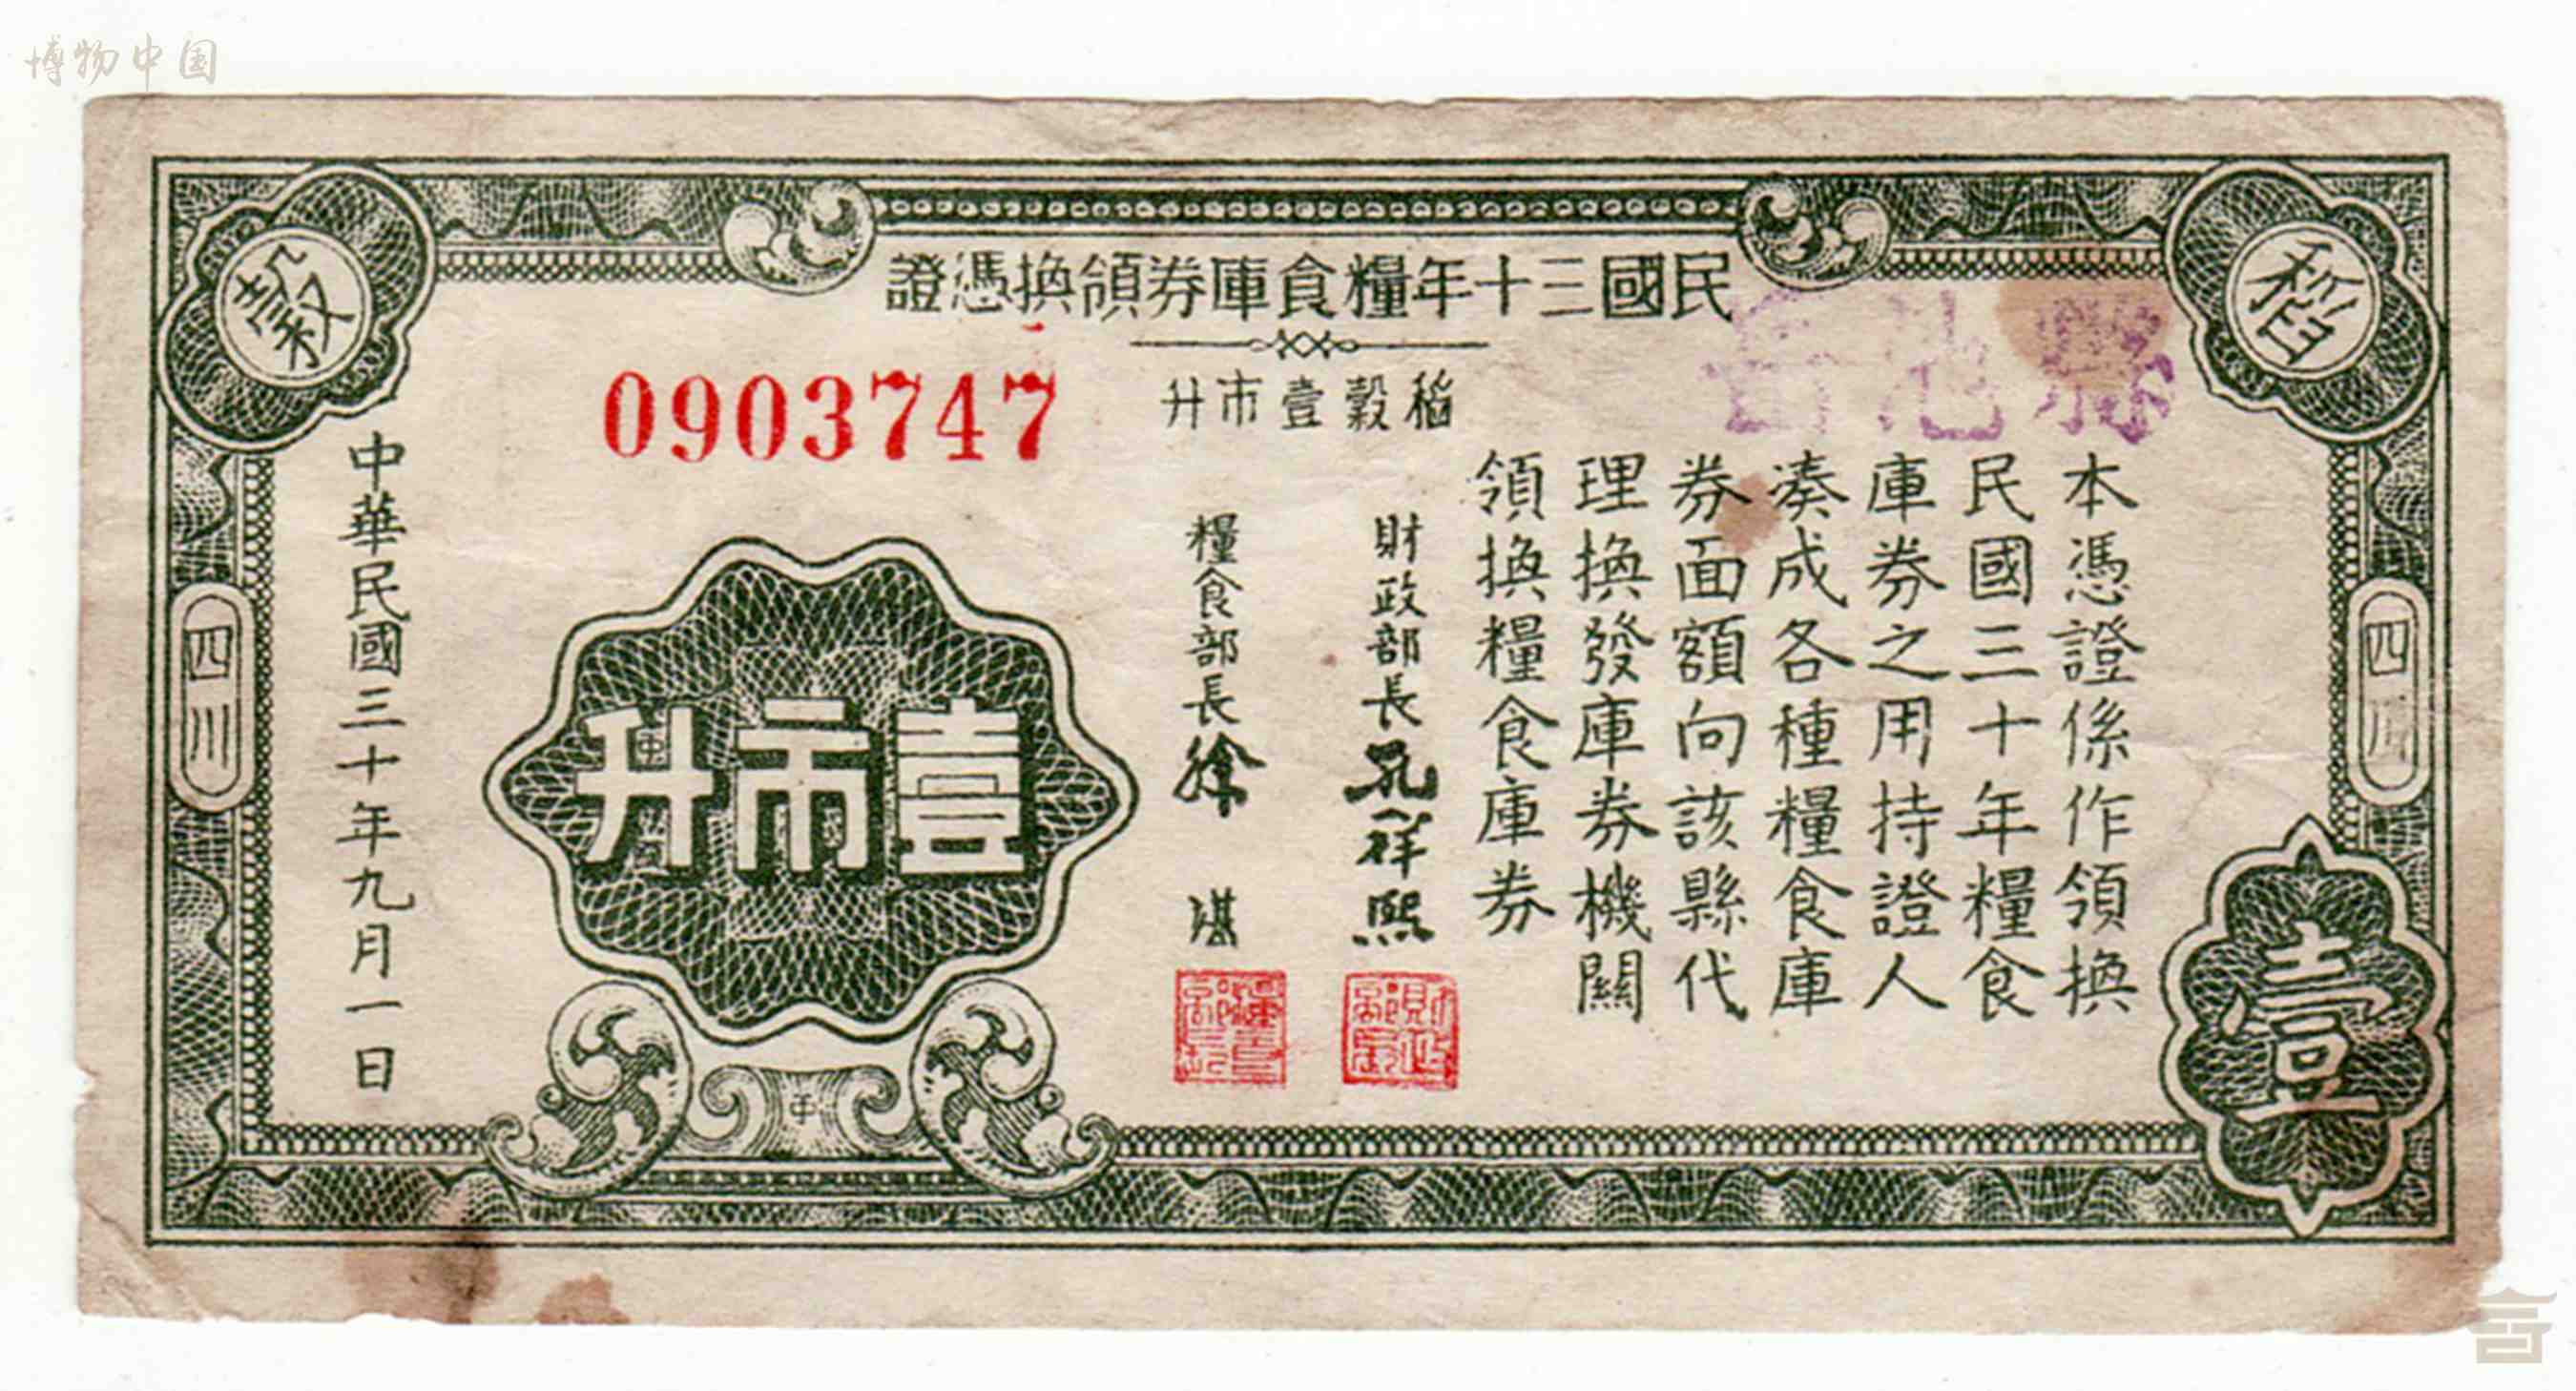 博物中国
稻
穀
民國三十年糧食庫券領換憑證
0903747
稻穀壹市升
本憑證係作領換
民國三十年糧食
庫券之用持證人
湊成各種糧食庫
券面額向該縣代
理換發庫券機關
領換糧食庫券
財政部長孔祥熙
糧食部長徐堪
壹市升
中華民國三十年九月一日
四川
四川
壹